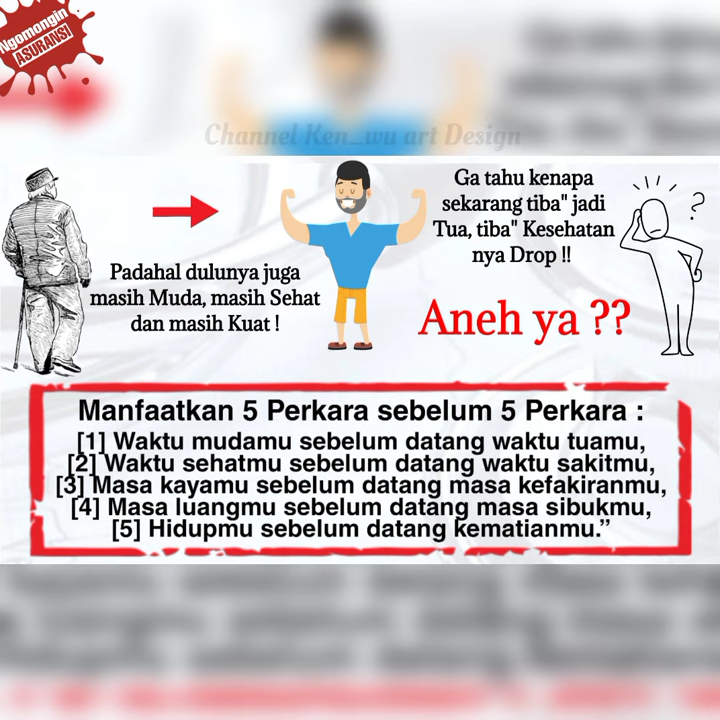 Ngomongin
ASURANSI
Channel Ken_wu art Design
Padahal dulunya juga
masih Muda, masih Sehat
dan masih Kuat !
Ga tahu kenapa
sekarang tiba" jadi
Tua, tiba" Kesehatan
nya Drop !!
?
Aneh ya ??
Manfaatkan 5 Perkara sebelum 5 Perkara :
[1] Waktu mudamu sebelum datang waktu tuamu,
[2] Waktu sehatmu sebelum datang waktu sakitmu,
[3] Masa kayamu sebelum datang masa kefakiranmu,
[4] Masa luangmu sebelum datang masa sibukmu,
[5] Hidupmu sebelum datang kematianmu.”